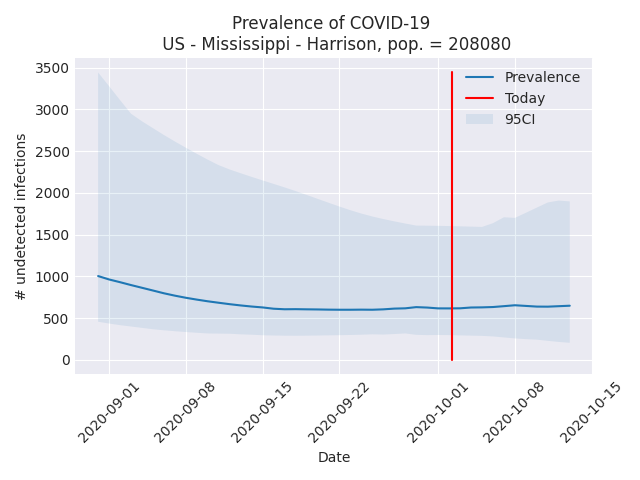 Prevalence of COVID-19
US - Mississippi - Harrison, pop. = 208080
3500
3000
2500
2000
1500
1000
500
0
# undetected infections
Prevalence
Today
95CI
2020-09-01
2020-09-08
2020-09-15
2020-09-22
2020-10-01
2020-10-08
2020-10-15
Date